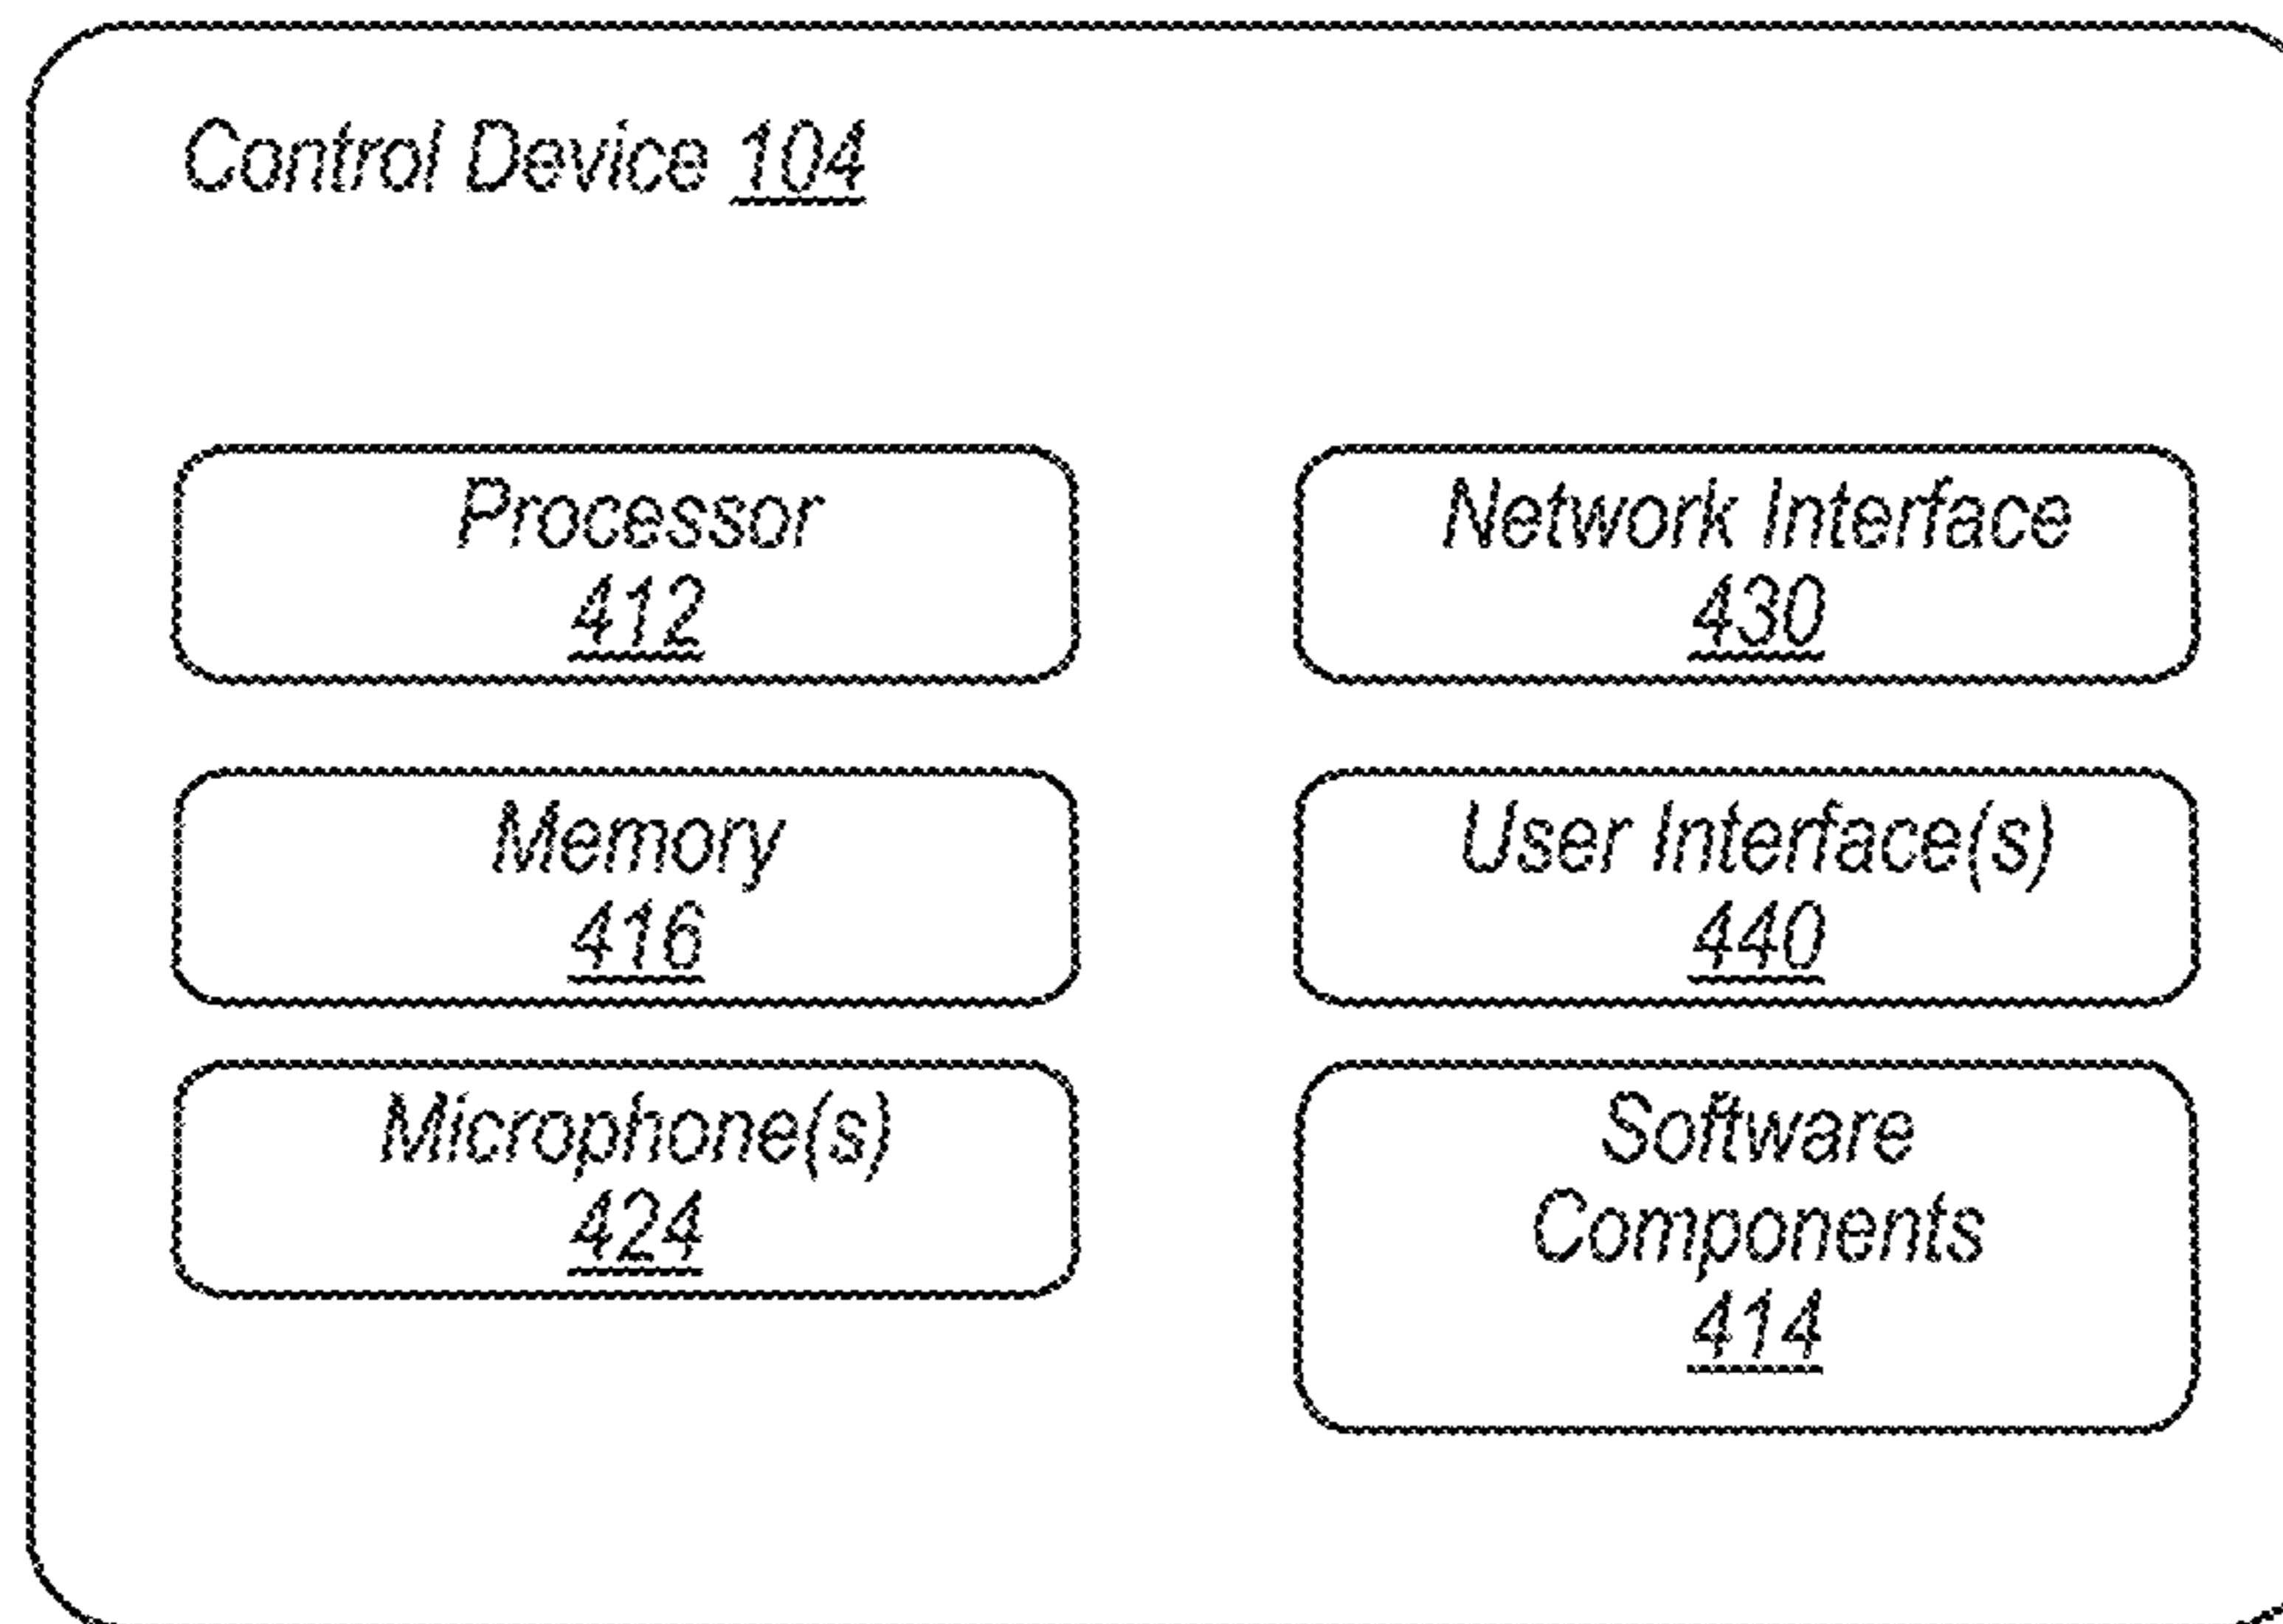 Control Device 104
Processor
412
Network Interface
430
Memory
416
User Interface(s)
440
Microphone(s)
424
Software
Components
414